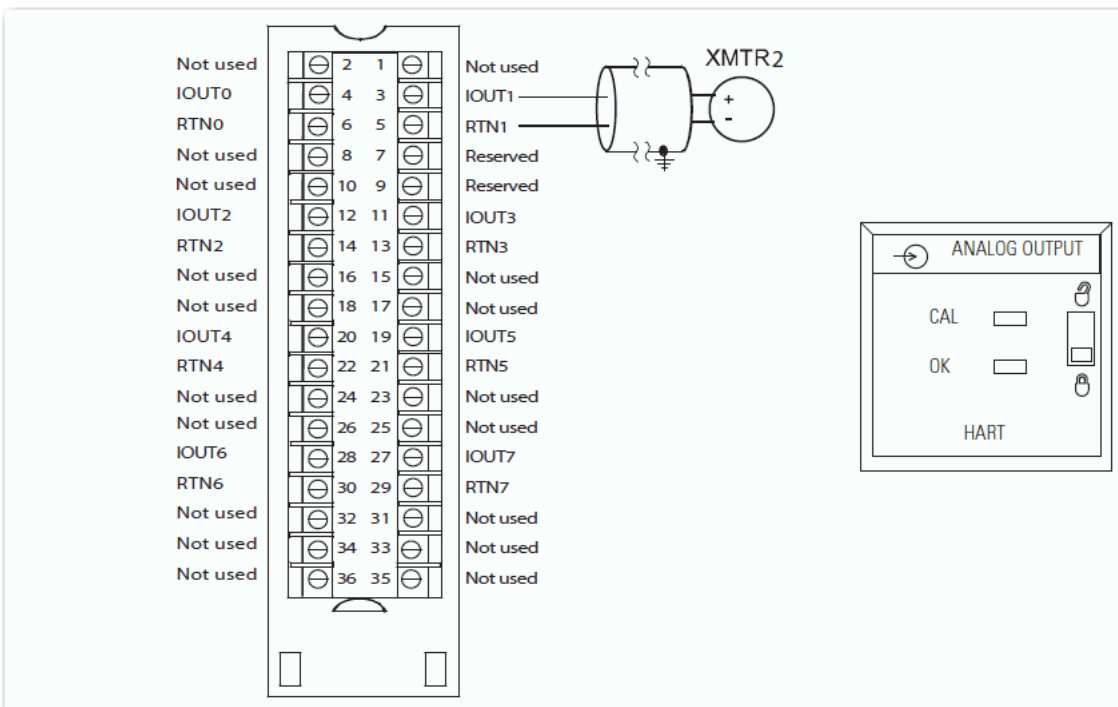 XMTR2
+
-
Not used 2 1 Not used
IOUT0 4 3 IOUT1
RTN0 6 5 RTN1
Not used 8 7 Reserved
Not used 10 9 Reserved
IOUT2 12 11 IOUT3
RTN2 14 13 RTN3
Not used 16 15 Not used
Not used 18 17 Not used
IOUT4 20 19 IOUT5
RTN4 22 21 RTN5
Not used 24 23 Not used
Not used 26 25 Not used
IOUT6 28 27 IOUT7
RTN6 30 29 RTN7
Not used 32 31 Not used
Not used 34 33 Not used
Not used 36 35 Not used
ANALOG OUTPUT
CAL
OK
HART